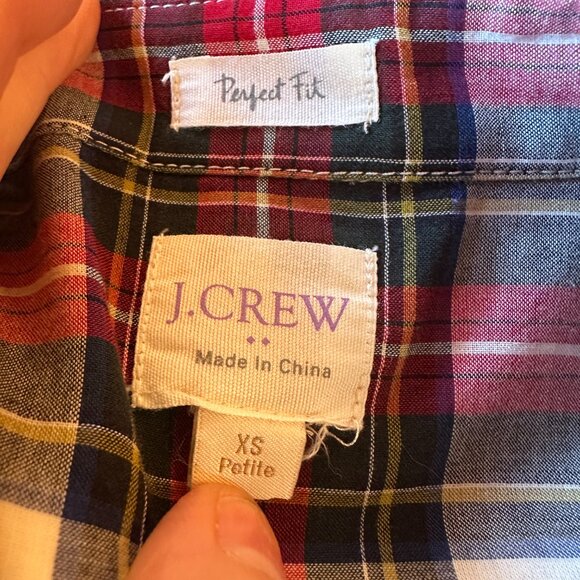 Perfect Fit
J.CREW
Made In China
XS
Petite